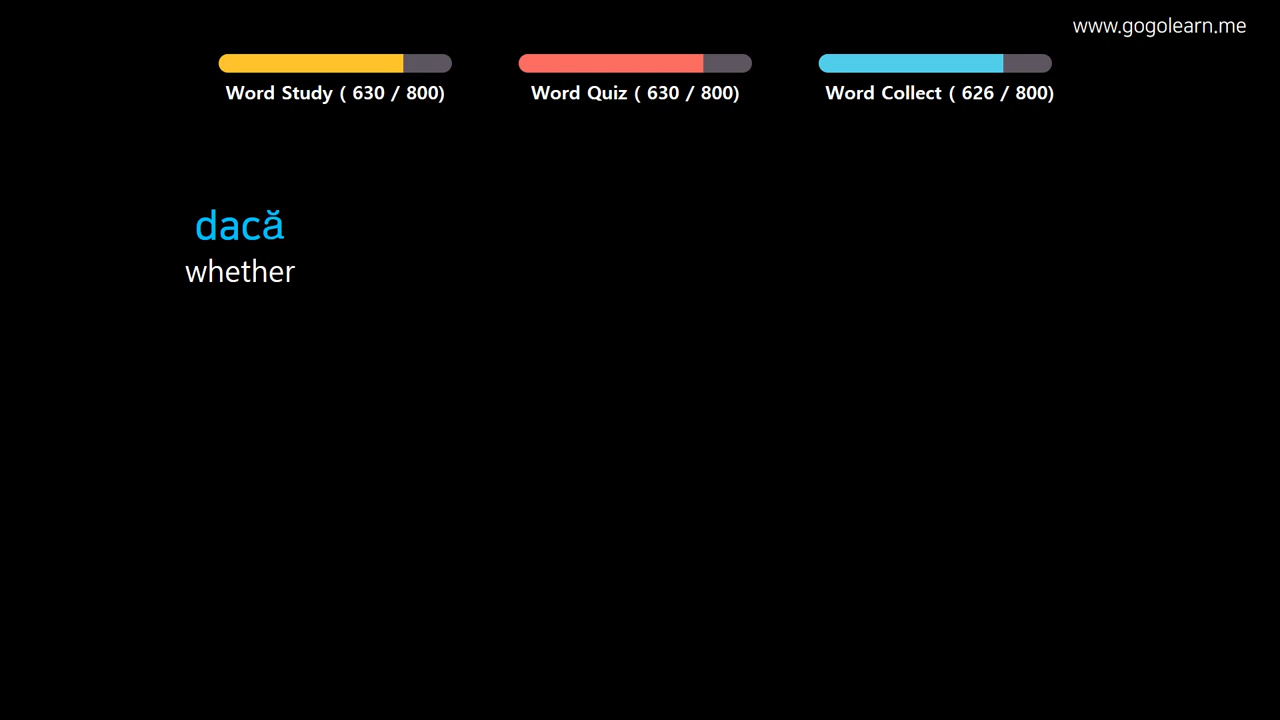 www.gogolearn.me
Word Study ( 630 / 800)
Word Quiz ( 630 / 800)
Word Collect ( 626 / 800)
dacă
whether